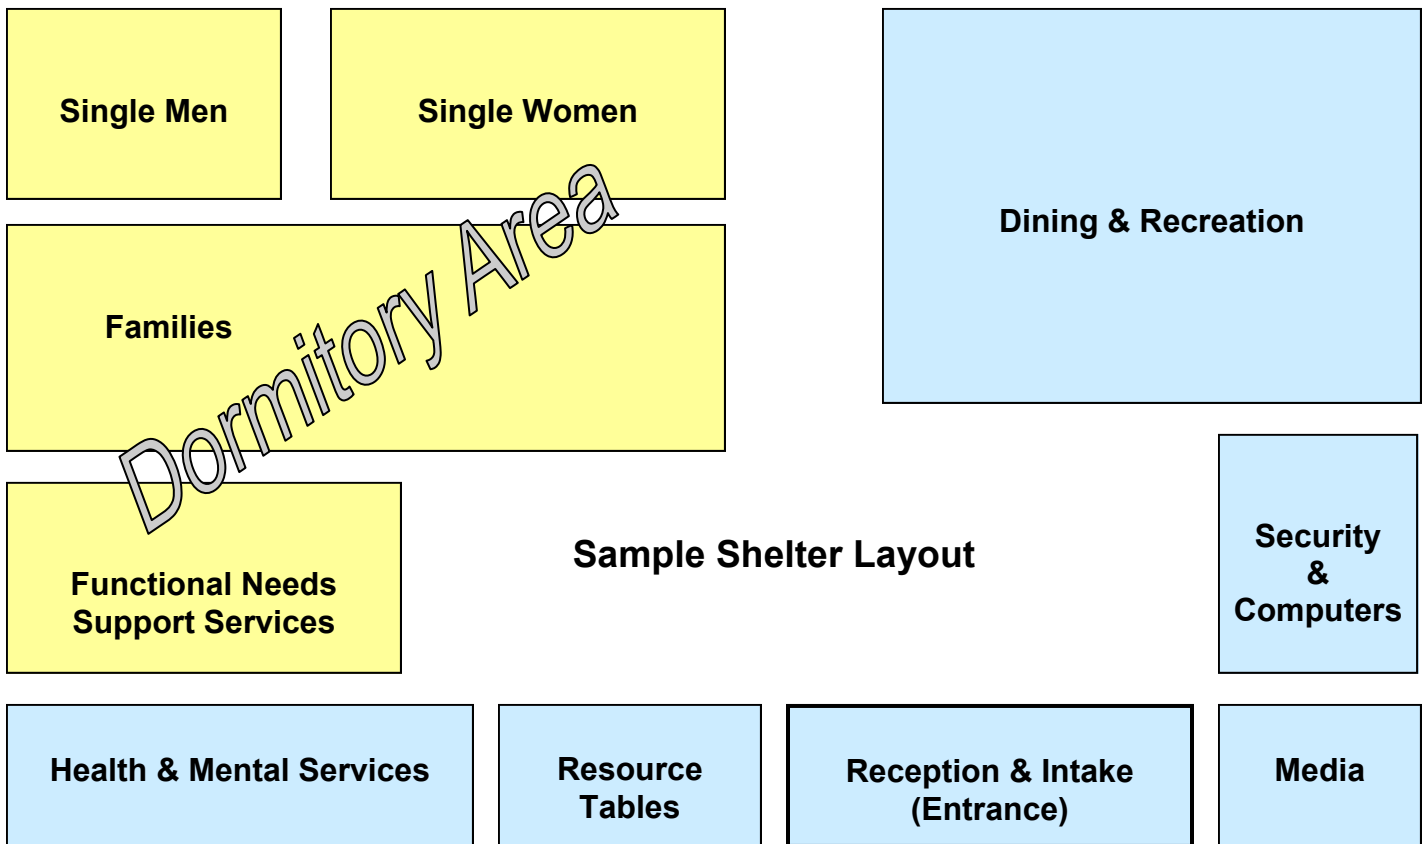 Single Men
Single Women
Dining & Recreation
Dormitory Area
Families
Functional Needs
Support Services
Sample Shelter Layout
Security
&
Computers
Health & Mental Services
Resource
Tables
Reception & Intake
(Entrance)
Media